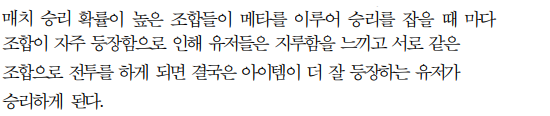 매치 승리 확률이 높은 조합들이 메타를 이루어 승리를 잡을 때 마다
조합이 자주 등장함으로 인해 유저들은 지루함을 느끼고 서로 같은
조합으로 전투를 하게 되면 결국은 아이템이 더 잘 등장하는 유저가
승리하게 된다.